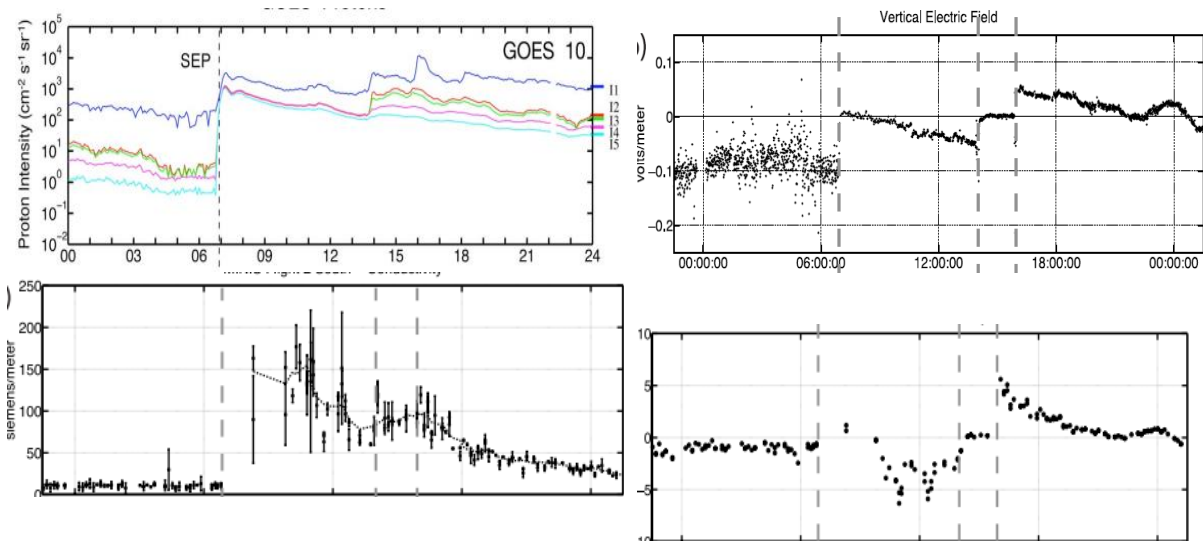 GOES 10
SEP
Proton Intensity (cm⁻² s⁻¹ sr⁻¹)
10⁵
10⁴
10³
10²
10¹
10⁰
10⁻¹
10⁻²
I1
I2
I3
I4
I5
00 03 06 09 12 15 18 21 24
)
Vertical Electric Field
volts/meter
0.1
0
−0.1
−0.2
00:00:00 06:00:00 12:00:00 18:00:00 00:00:00
)
siemens/meter
250
200
150
100
50
0
10
5
0
−5
10